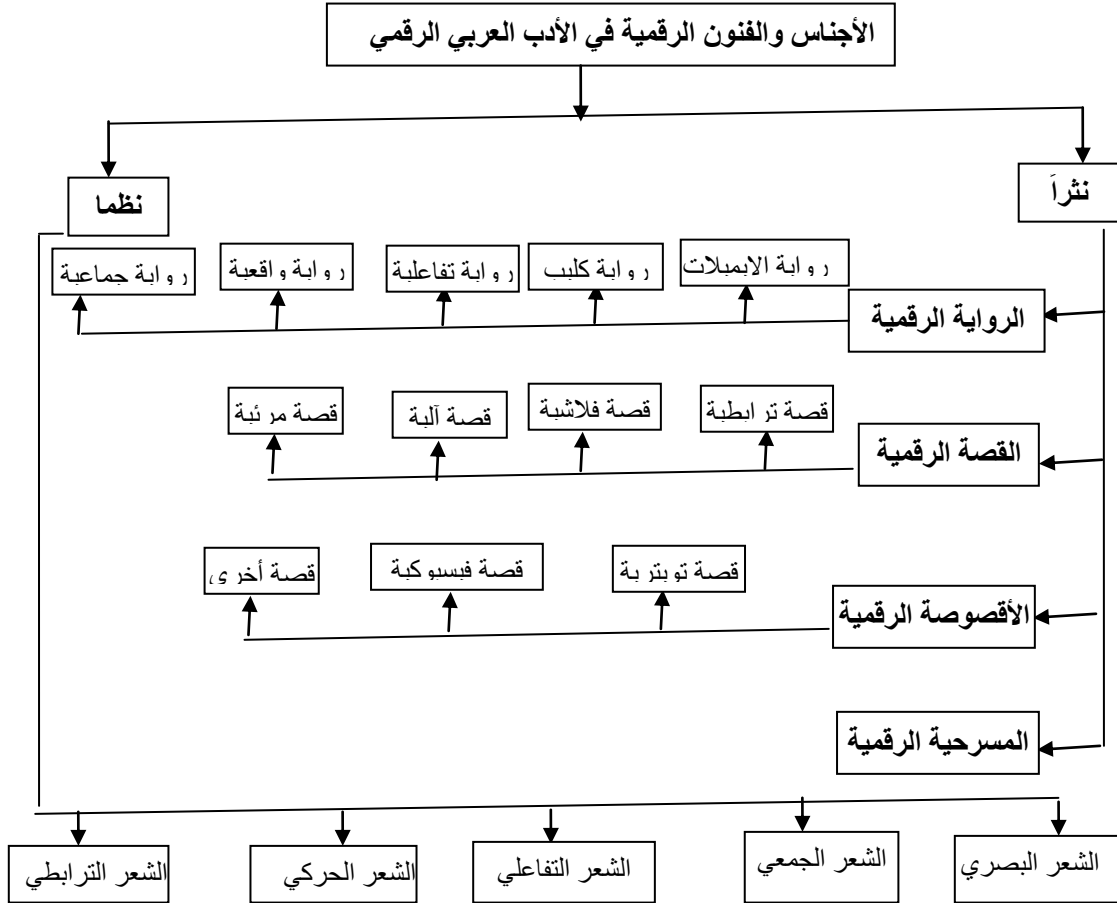 الأجناس والفنون الرقمية في الأدب العربي الرقمي
نثراَ
نظما
رواية الايميلات
رواية كليب
رواية تفاعلية
رواية واقعية
رواية جماعية
الرواية الرقمية
قصة ترابطية
قصة فلاشية
قصة آلية
قصة مرئية
القصة الرقمية
قصة تويترية
قصة فيسبوكية
قصة أخرى
الأقصوصة الرقمية
المسرحية الرقمية
الشعر البصري
الشعر الجمعي
الشعر التفاعلي
الشعر الحركي
الشعر الترابطي